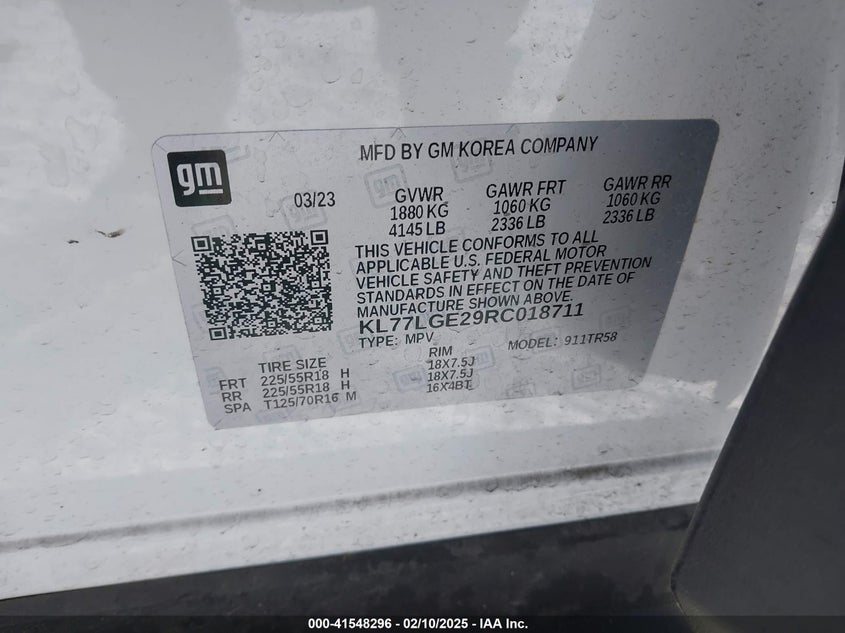 gm
MFD BY GM KOREA COMPANY
03/23
GVWR
1880 KG
4145 LB
GAWR FRT
1060 KG
2336 LB
GAWR RR
1060 KG
2336 LB
THIS VEHICLE CONFORMS TO ALL
APPLICABLE U.S. FEDERAL MOTOR
VEHICLE SAFETY AND THEFT PREVENTION
STANDARDS IN EFFECT ON THE DATE OF
MANUFACTURE SHOWN ABOVE.
KL77LGE29RC018711
TYPE: MPV
MODEL: 911TR58
TIRE SIZE
RIM
FRT 225/55R18 H 18X7.5J
RR 225/55R18 H 18X7.5J
SPA T125/70R16 M 16X4BT
000-41548296 - 02/10/2025 - IAA Inc.